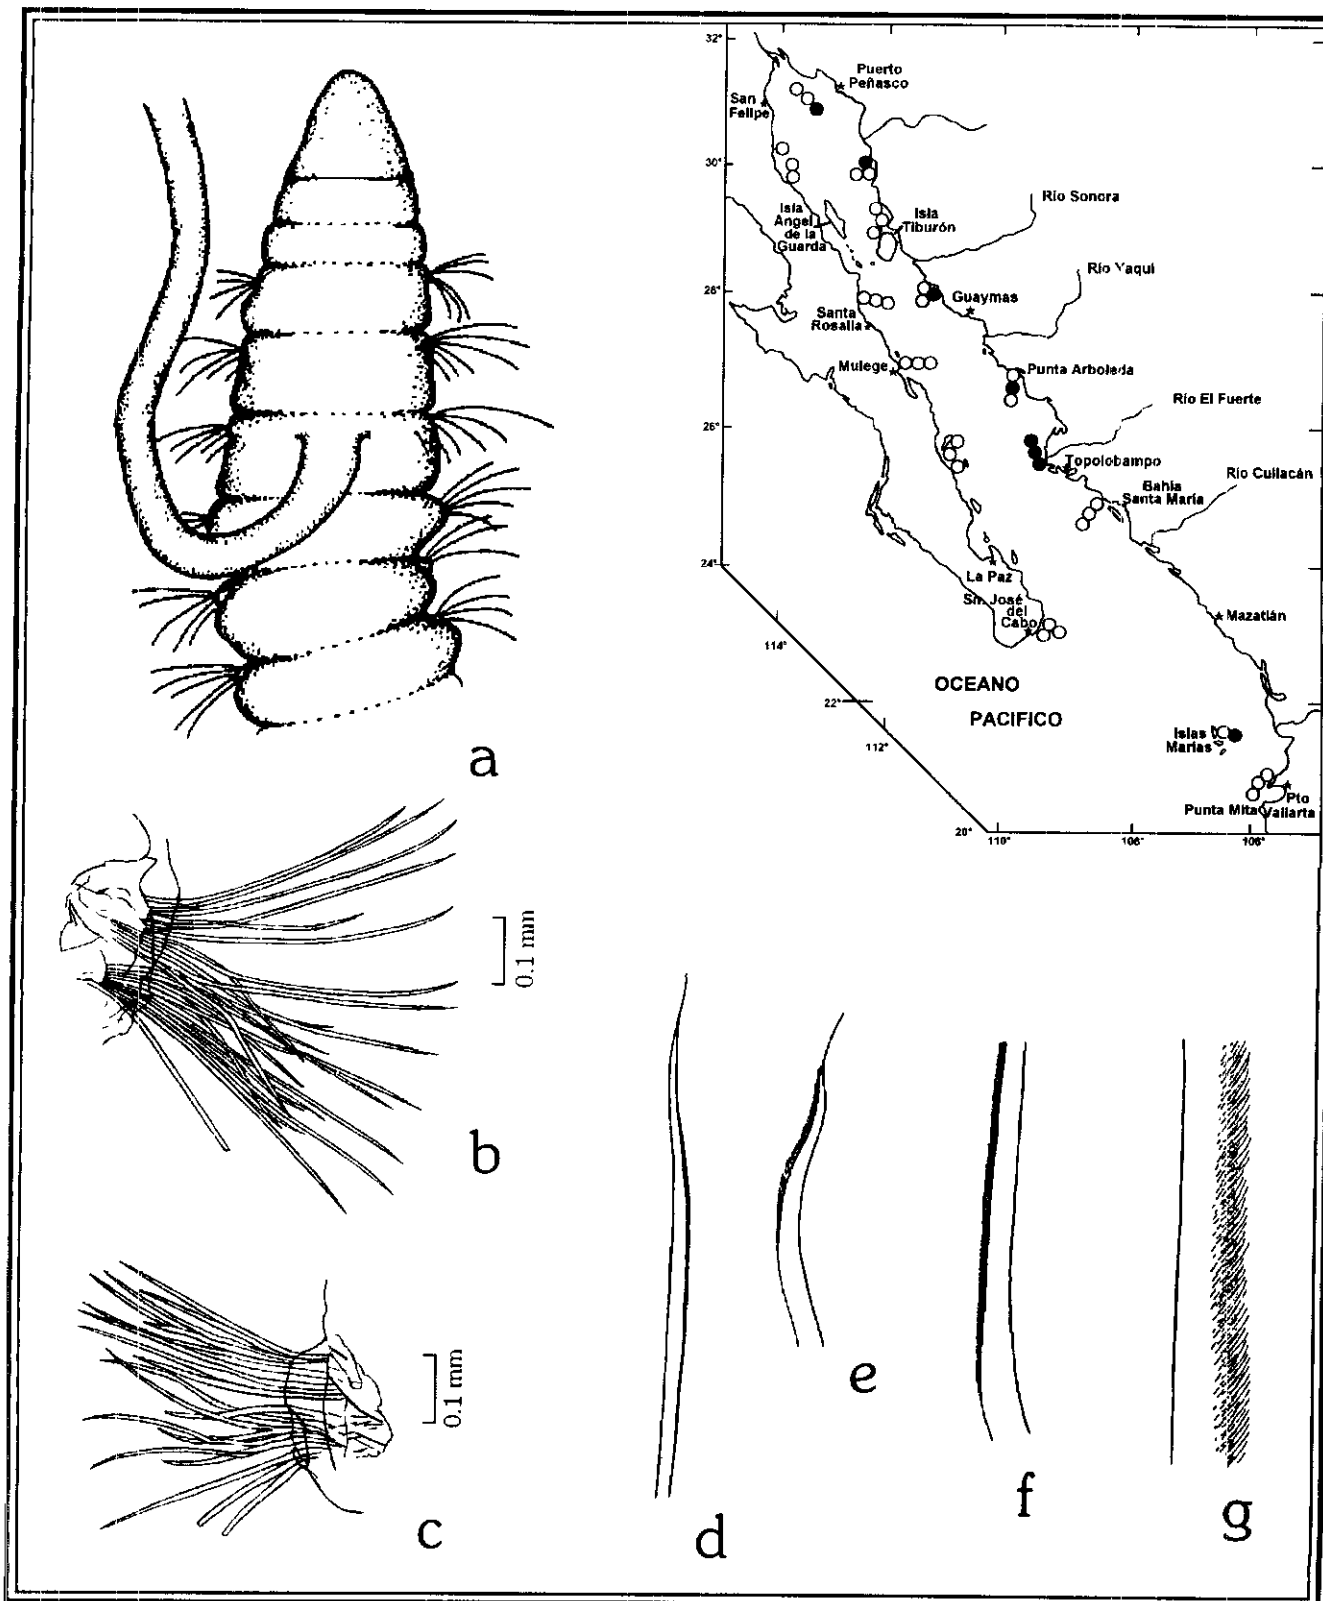 32°
Puerto
Peñasco
San
Felipe
30°
Río Sonora
Isla
Angel
de la
Guarda
Isla
Tiburón
Río Yaqui
28°
Guaymas
Santa
Rosalía
Mulege
Punta Arboleda
Río El Fuerte
26°
Topolobampo
Río Culiacán
Bahía
Santa María
24°
La Paz
Sn. José
del
Cabo
Mazatlán
114°
OCEANO
PACIFICO
22°
112°
Islas
Marías
Punta Mita
Pto
Vallarta
20°
110°
108°
106°
a
0.1 mm
b
0.1 mm
c
d
e
f
g